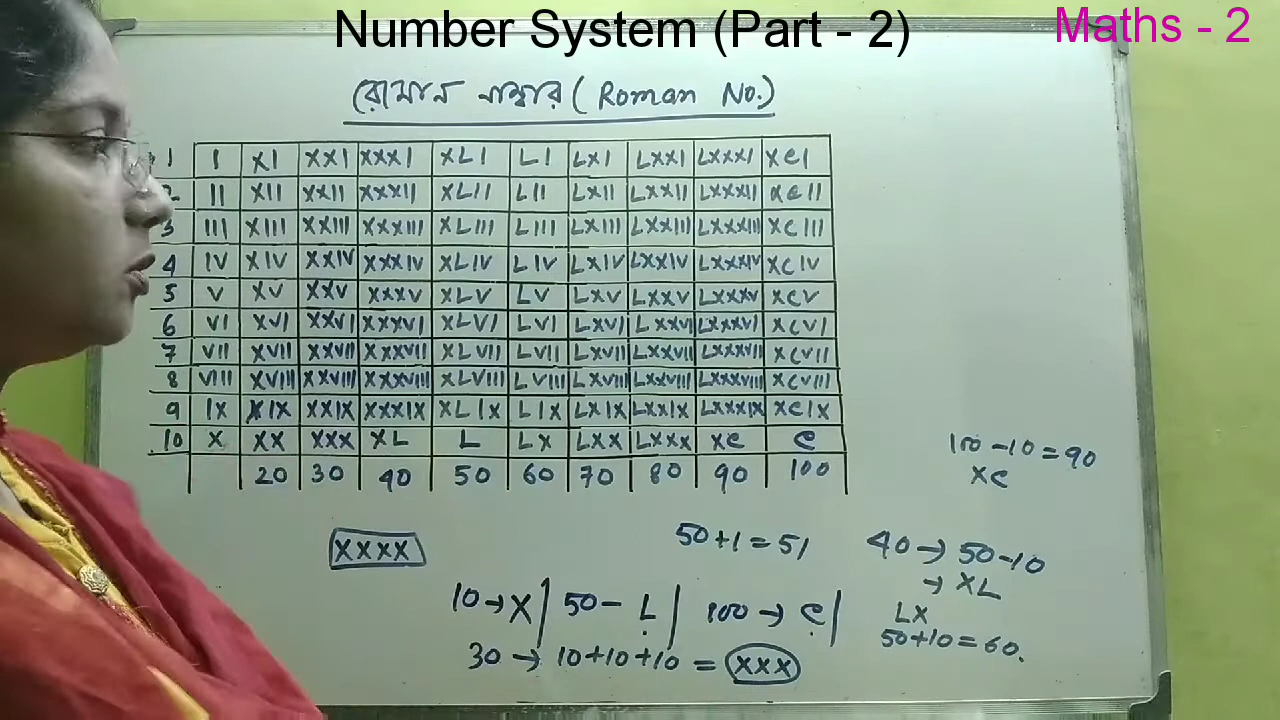 Number System (Part - 2)
Maths - 2
রোমান নাম্বার ( Roman No.)
1 I XI XXI XXXI XLI LI LXI LXXI LXXXI XCI
2 II XII XXII XXXII XLII LII LXII LXXII LXXXII XCII
3 III XIII XXIII XXXIII XLIII LIII LXIII LXXIII LXXXIII XCIII
4 IV XIV XXIV XXXIV XLIV LIV LXIV LXXIV LXXXIV XCIV
5 V XV XXV XXXV XLV LV LXV LXXV LXXXV XCV
6 VI XVI XXVI XXXVI XLVI LVI LXVI LXXVI LXXXVI XCVI
7 VII XVII XXVII XXXVII XLVII LVII LXVII LXXVII LXXXVII XCVII
8 VIII XVIII XXVIII XXXVIII XLVIII LVIII LXVIII LXXVIII LXXXVIII XCVIII
9 IX XIX XXIX XXXIX XLIX LIX LXIX LXXIX LXXXIX XCIX
10 X XX XXX XL L LX LXX LXXX XC C
20 30 40 50 60 70 80 90 100
100 - 10 = 90
XC
XXXX
50 + 1 = 51
40 → 50 - 10
→ XL
10 → X | 50 - L | 100 → C |
LX
50 + 10 = 60.
30 → 10 + 10 + 10 = XXX